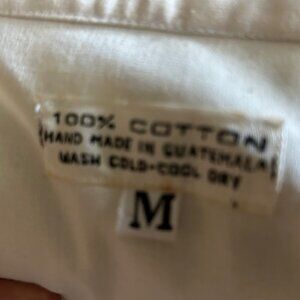 100% COTTON
HAND MADE IN GUATEMALA
WASH COLD-COOL DRY
M